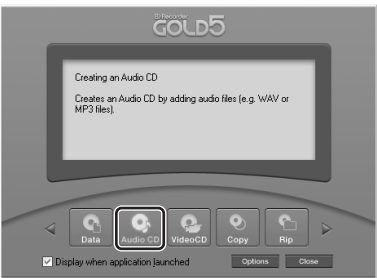 GOLD5
Creating an Audio CD
Creates an Audio CD by adding audio files (e.g. WAV or
MP3 files).
Data
Audio CD
VideoCD
Copy
Rip
Display when application launched
Options
Close